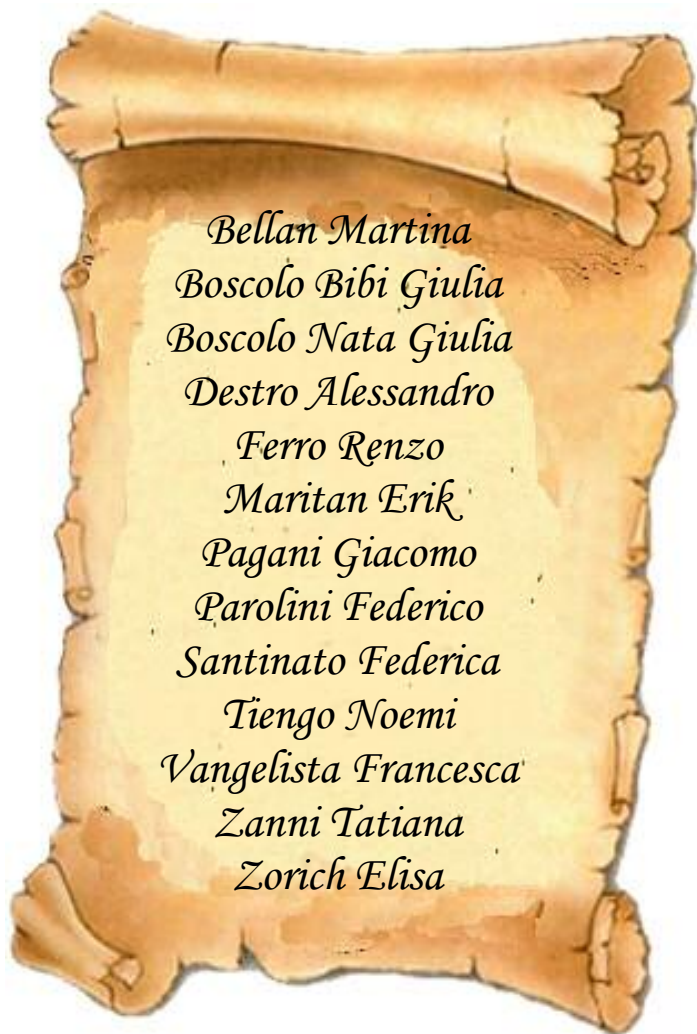 Bellan Martina
Boscolo Bibi Giulia
Boscolo Nata Giulia
Destro Alessandro
Ferro Renzo
Maritan Erik
Pagani Giacomo
Parolini Federico
Santinato Federica
Tiengo Noemi
Vangelista Francesca
Zanni Tatiana
Zorich Elisa